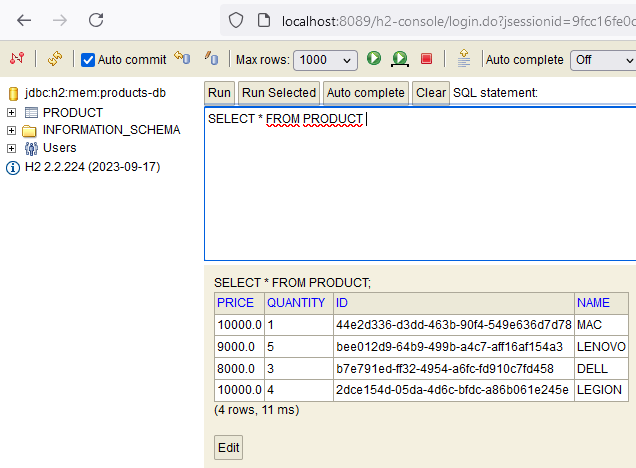 localhost:8089/h2-console/login.do?jsessionid=9fcc16fe0c
Auto commit Max rows: 1000 Auto complete Off
jdbc:h2:mem:products-db
PRODUCT
INFORMATION_SCHEMA
Users
H2 2.2.224 (2023-09-17)
Run Run Selected Auto complete Clear SQL statement:
SELECT * FROM PRODUCT
SELECT * FROM PRODUCT;
PRICE QUANTITY ID NAME
10000.0 1 44e2d336-d3dd-463b-90f4-549e636d7d78 MAC
9000.0 5 bee012d9-64b9-499b-a4c7-aff16af154a3 LENOVO
8000.0 3 b7e791ed-ff32-4954-a6fc-fd910c7fd458 DELL
10000.0 4 2dce154d-05da-4d6c-bfdc-a86b061e245e LEGION
(4 rows, 11 ms)
Edit